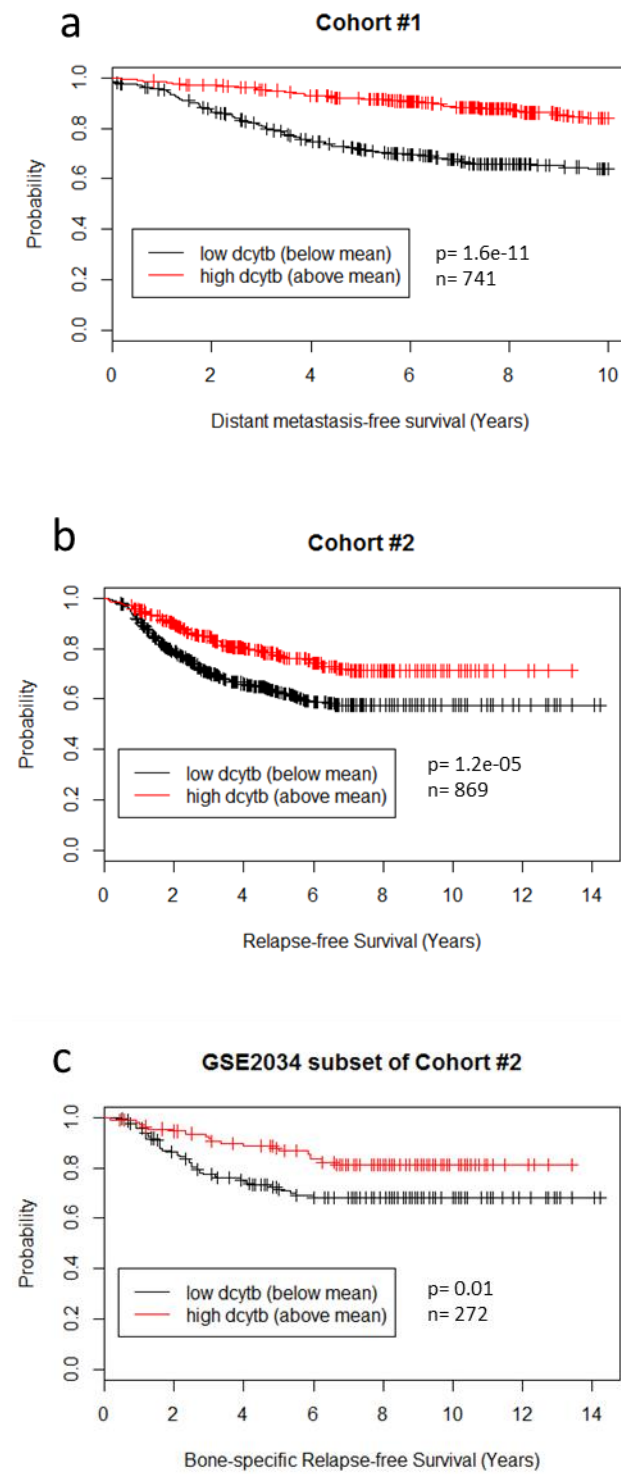 a
Cohort #1
Probability
1.0
0.8
0.6
0.4
0.2
0.0
low dcytb (below mean)
high dcytb (above mean)
p= 1.6e-11
n= 741
0 2 4 6 8 10
Distant metastasis-free survival (Years)
b
Cohort #2
Probability
1.0
0.8
0.6
0.4
0.2
0.0
low dcytb (below mean)
high dcytb (above mean)
p= 1.2e-05
n= 869
0 2 4 6 8 10 12 14
Relapse-free Survival (Years)
c
GSE2034 subset of Cohort #2
Probability
1.0
0.8
0.6
0.4
0.2
0.0
low dcytb (below mean)
high dcytb (above mean)
p= 0.01
n= 272
0 2 4 6 8 10 12 14
Bone-specific Relapse-free Survival (Years)